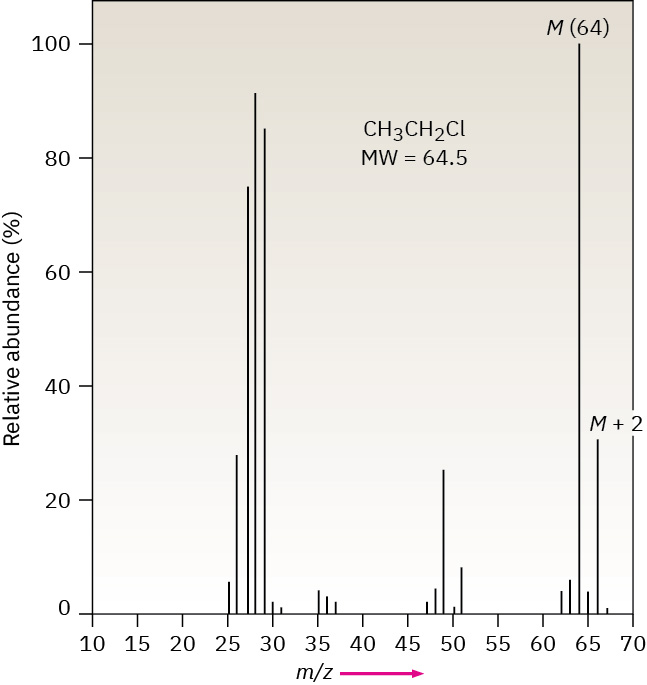 M (64)
100
CH₃CH₂Cl
MW = 64.5
80
60
40
M + 2
20
0
Relative abundance (%)
10 15 20 25 30 35 40 45 50 55 60 65 70
m/z